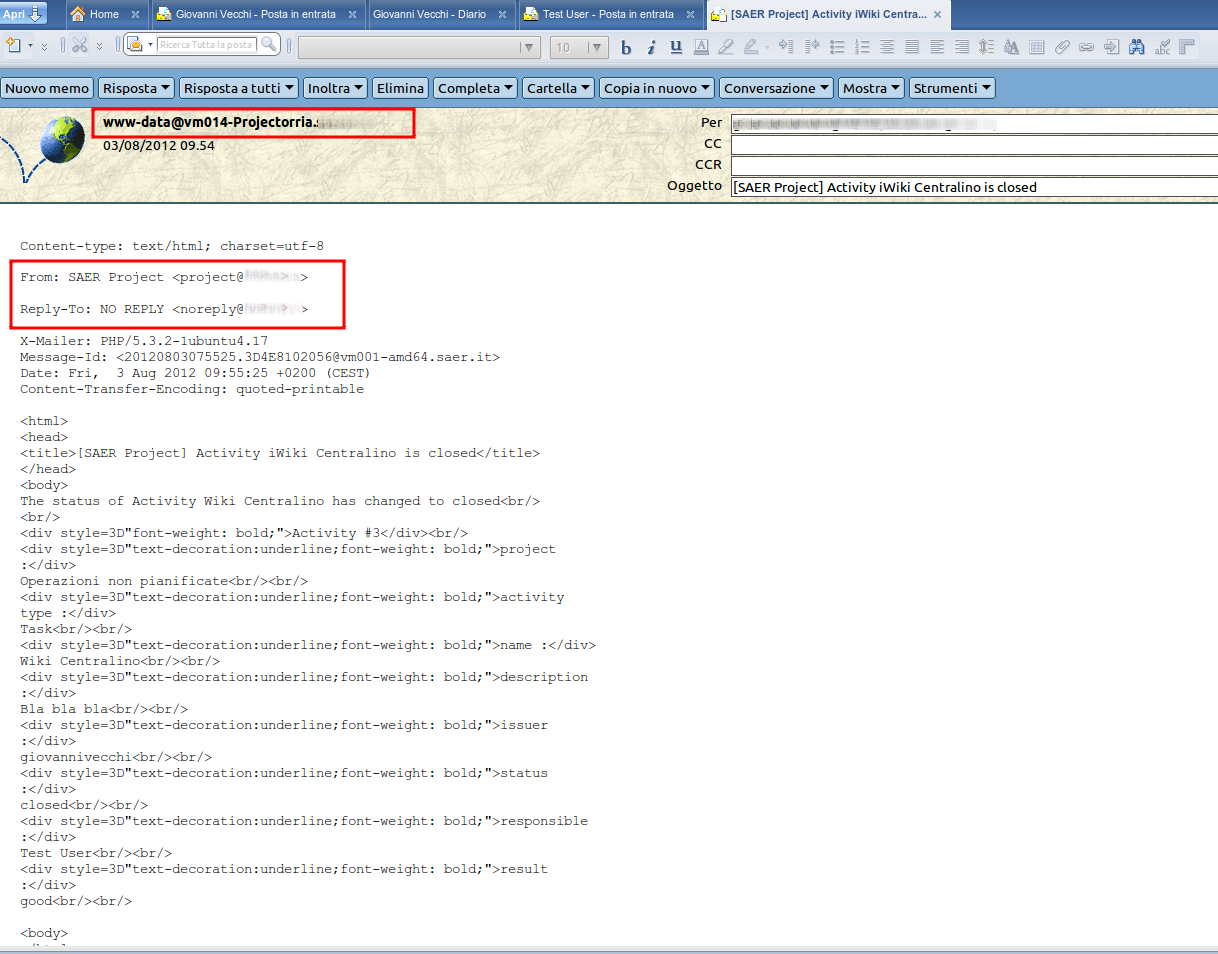 Apri
Home
Giovanni Vecchi - Posta in entrata
Giovanni Vecchi - Diario
Test User - Posta in entrata
[SAER Project] Activity iWiki Centra...
Ricerca Tutta la posta
10
b i u A
abc
Nuovo memo Risposta Risposta a tutti Inoltra Elimina Completa Cartella Copia in nuovo Conversazione Mostra Strumenti
www-data@vm014-Projectorria.
03/08/2012 09.54
Per
CC
CCR
Oggetto [SAER Project] Activity iWiki Centralino is closed
Content-type: text/html; charset=utf-8
From: SAER Project <project@ >
Reply-To: NO REPLY <noreply@ >
X-Mailer: PHP/5.3.2-1ubuntu4.17
Message-Id: <20120803075525.3D4E8102056@vm001-amd64.saer.it>
Date: Fri,  3 Aug 2012 09:55:25 +0200 (CEST)
Content-Transfer-Encoding: quoted-printable
<html>
<head>
<title>[SAER Project] Activity iWiki Centralino is closed</title>
</head>
<body>
The status of Activity Wiki Centralino has changed to closed<br/>
<br/>
<div style=3D"font-weight: bold;">Activity #3</div><br/>
<div style=3D"text-decoration:underline;font-weight: bold;">project
:</div>
Operazioni non pianificate<br/><br/>
<div style=3D"text-decoration:underline;font-weight: bold;">activity
type :</div>
Task<br/><br/>
<div style=3D"text-decoration:underline;font-weight: bold;">name :</div>
Wiki Centralino<br/><br/>
<div style=3D"text-decoration:underline;font-weight: bold;">description
:</div>
Bla bla bla<br/><br/>
<div style=3D"text-decoration:underline;font-weight: bold;">issuer
:</div>
giovannivecchi<br/><br/>
<div style=3D"text-decoration:underline;font-weight: bold;">status
:</div>
closed<br/><br/>
<div style=3D"text-decoration:underline;font-weight: bold;">responsible
:</div>
Test User<br/><br/>
<div style=3D"text-decoration:underline;font-weight: bold;">result
:</div>
good<br/><br/>
<body>